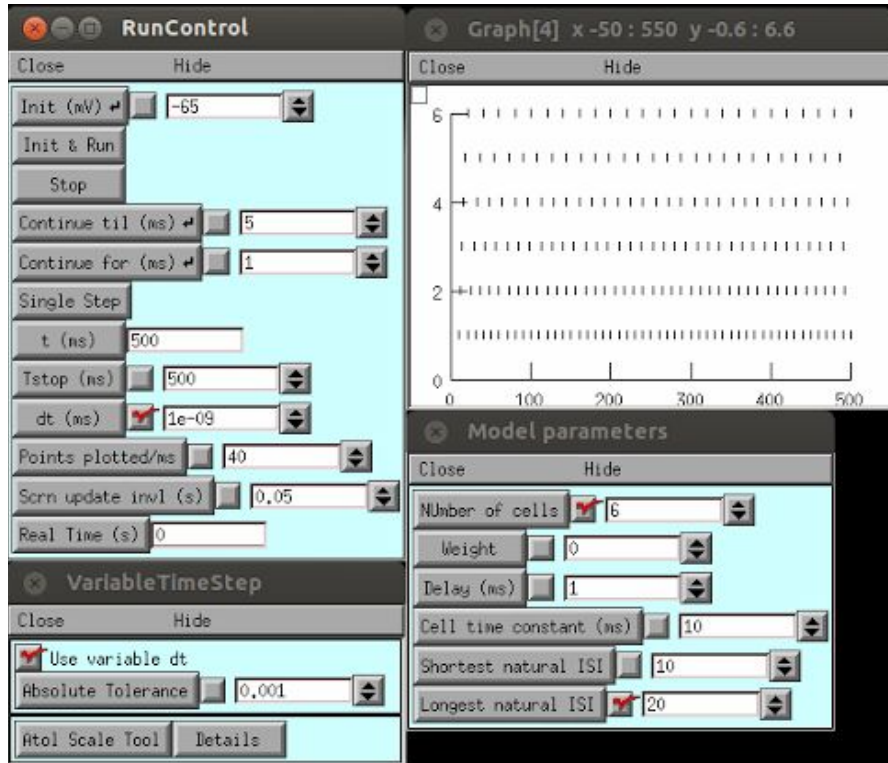 RunControl
Close Hide
Init (mV) -65
Init & Run
Stop
Continue til (ms) 5
Continue for (ms) 1
Single Step
t (ms) 500
Tstop (ms) 500
dt (ms) 1e-09
Points plotted/ms 40
Scrn update invl (s) 0.05
Real Time (s) 0
VariableTimeStep
Close Hide
Use variable dt
Absolute Tolerance 0.001
Atol Scale Tool Details
Graph[4] x -50 : 550 y -0.6 : 6.6
Close Hide
6
4
2
0
0 100 200 300 400 500
Model parameters
Close Hide
NUmber of cells 6
Weight 0
Delay (ms) 1
Cell time constant (ms) 10
Shortest natural ISI 10
Longest natural ISI 20